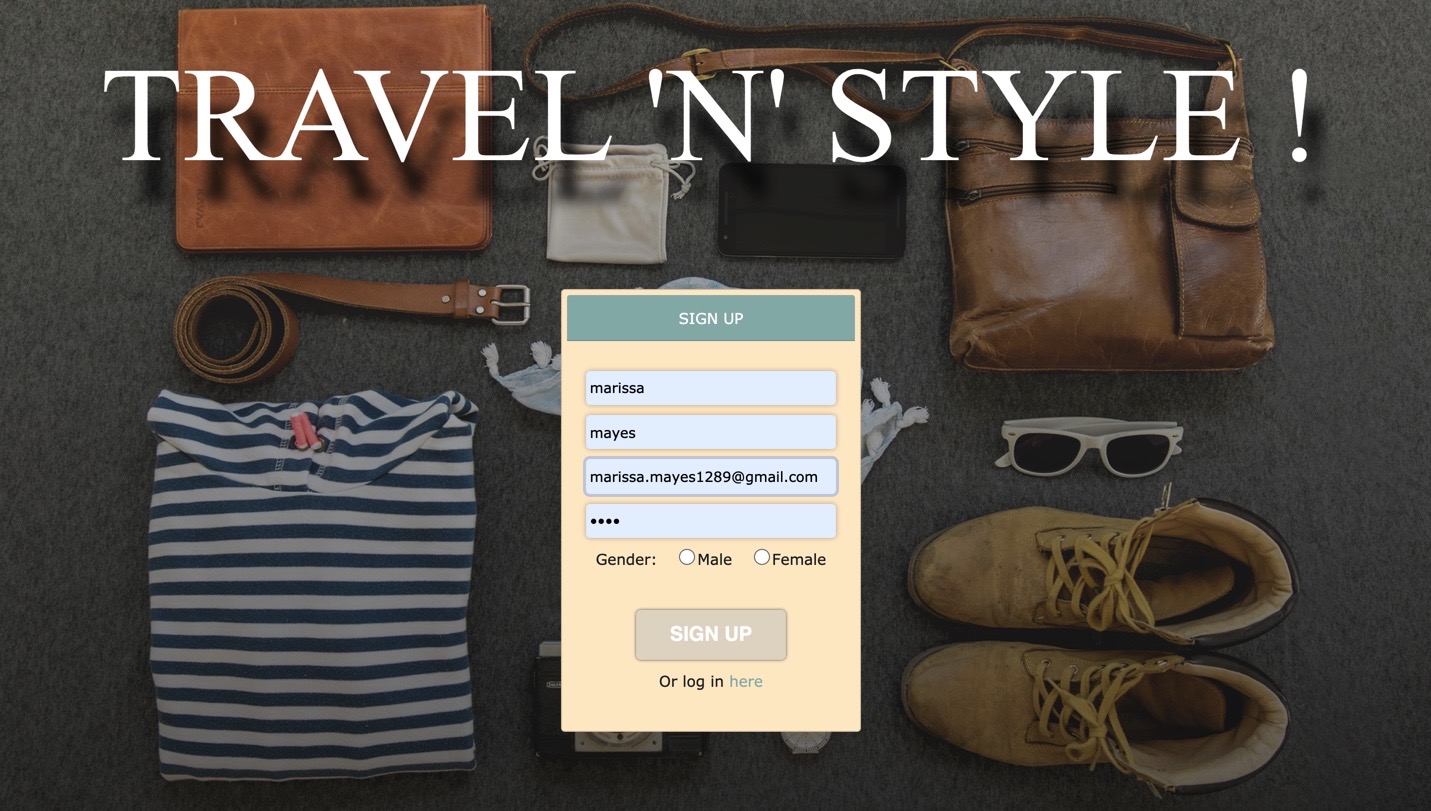 TRAVEL 'N' STYLE !
SIGN UP
marissa
mayes
marissa.mayes1289@gmail.com
••••
Gender: Male Female
SIGN UP
Or log in here